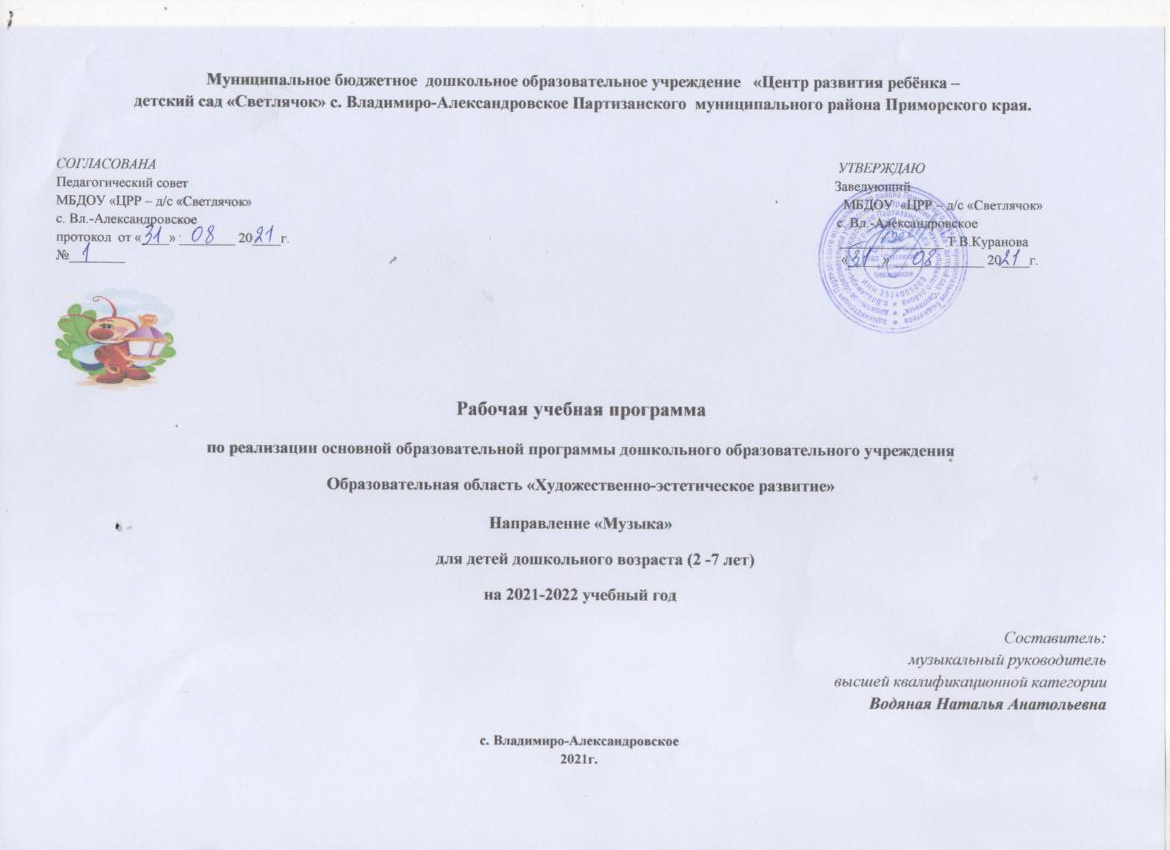 Муниципальное бюджетное дошкольное образовательное учреждение «Центр развития ребёнка –
детский сад «Светлячок» с. Владимиро-Александровское Партизанского муниципального района Приморского края.
СОГЛАСОВАНА
Педагогический совет
МБДОУ «ЦРР – д/с «Светлячок»
с. Вл.-Александровское
протокол от «31» 08 2021г.
№ 1
УТВЕРЖДАЮ
Заведующий
МБДОУ «ЦРР – д/с «Светлячок»
с. Вл.-Александровское
Т.В.Куранова
«31» 08 2021г.
Рабочая учебная программа
по реализации основной образовательной программы дошкольного образовательного учреждения
Образовательная область «Художественно-эстетическое развитие»
Направление «Музыка»
для детей дошкольного возраста (2 -7 лет)
на 2021-2022 учебный год
Составитель:
музыкальный руководитель
высшей квалификационной категории
Водяная Наталья Анатольевна
с. Владимиро-Александровское
2021г.